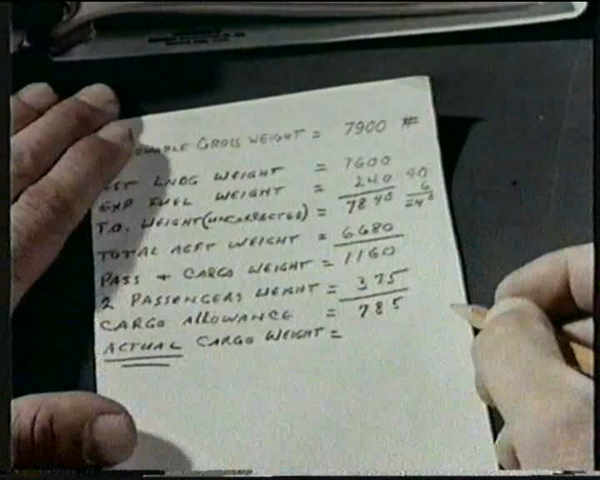 GROSS WEIGHT = 7900 #
LNDG WEIGHT = 7600
EXP FUEL WEIGHT = 240 40
T.O. WEIGHT (UNCORRECTED) = 7840 6
240
TOTAL ACFT WEIGHT = 6680
PASS + CARGO WEIGHT = 1160
2 PASSENGERS WEIGHT = 375
CARGO ALLOWANCE = 785
ACTUAL CARGO WEIGHT =